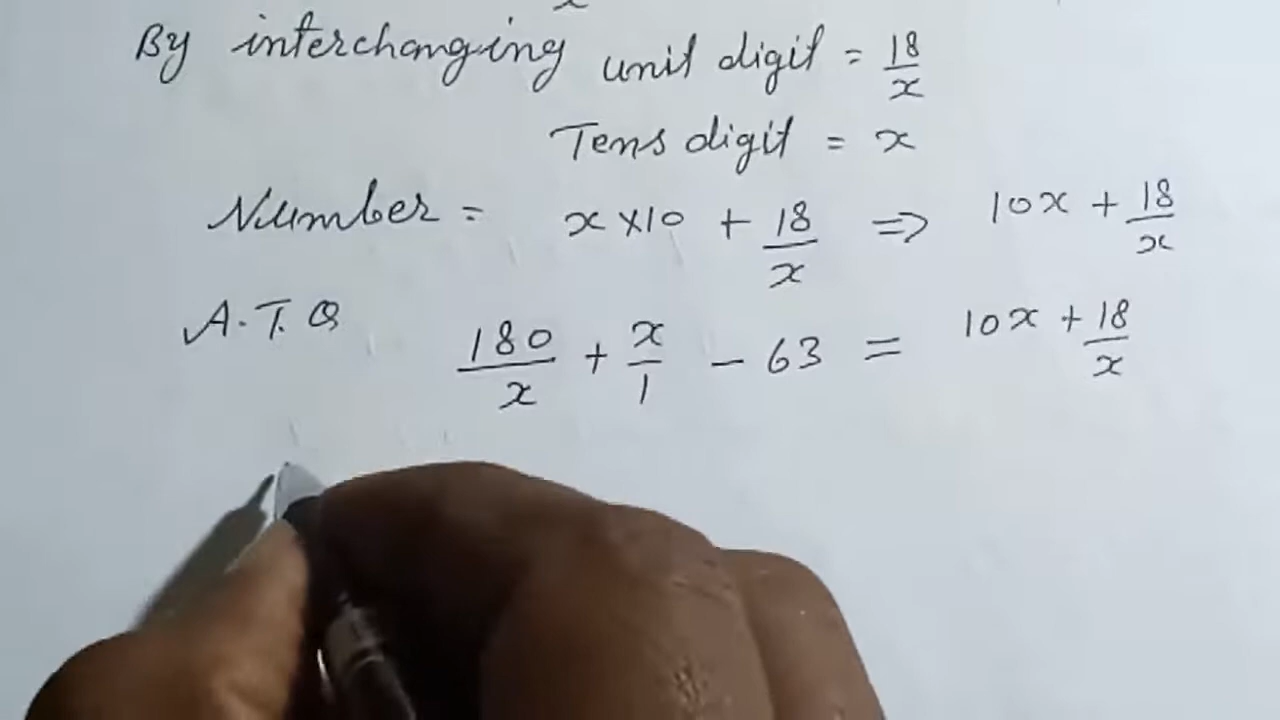 By interchanging unit digit = 18/x
Tens digit = x
Number = x×10 + 18/x ⇒ 10x + 18/x
A.T.Q 180/x + x/1 - 63 = 10x + 18/x